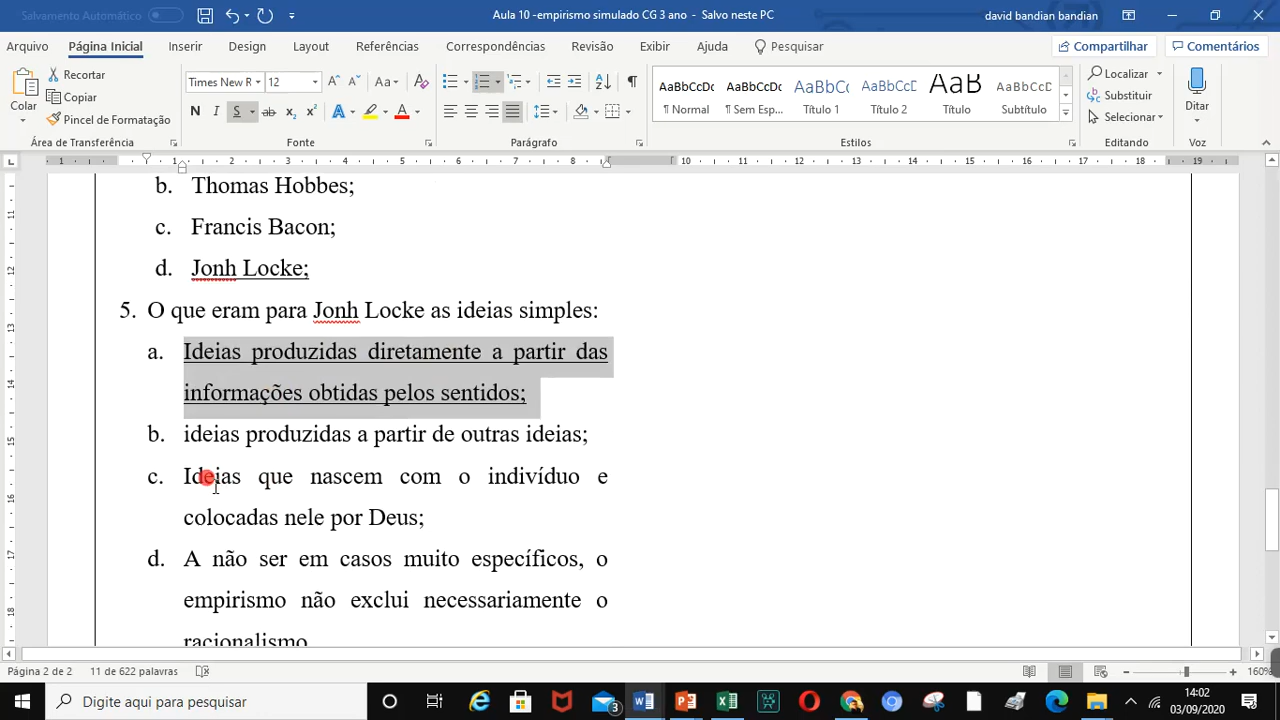 Salvamento Automático
Aula 10 -empirismo simulado CG 3 ano - Salvo neste PC
david bandian bandian
Arquivo Página Inicial Inserir Design Layout Referências Correspondências Revisão Exibir Ajuda Pesquisar Compartilhar Comentários
Colar
Recortar
Copiar
Pincel de Formatação
Área de Transferência
Times New R 12
Fonte
Parágrafo
AaBbCcDc AaBbCcDc AaBbCc AaBbCcD AaB AaBbCcDc
¶ Normal ¶ Sem Esp... Título 1 Título 2 Título Subtítulo
Estilos
Localizar
Substituir
Selecionar
Editando
Ditar
Voz
b. Thomas Hobbes;
c. Francis Bacon;
d. Jonh Locke;
5. O que eram para Jonh Locke as ideias simples:
a. Ideias produzidas diretamente a partir das
informações obtidas pelos sentidos;
b. ideias produzidas a partir de outras ideias;
c. Ideias que nascem com o indivíduo e
colocadas nele por Deus;
d. A não ser em casos muito específicos, o
empirismo não exclui necessariamente o
racionalismo
Página 2 de 2 11 de 622 palavras 160%
Digite aqui para pesquisar
3
14:02
03/09/2020